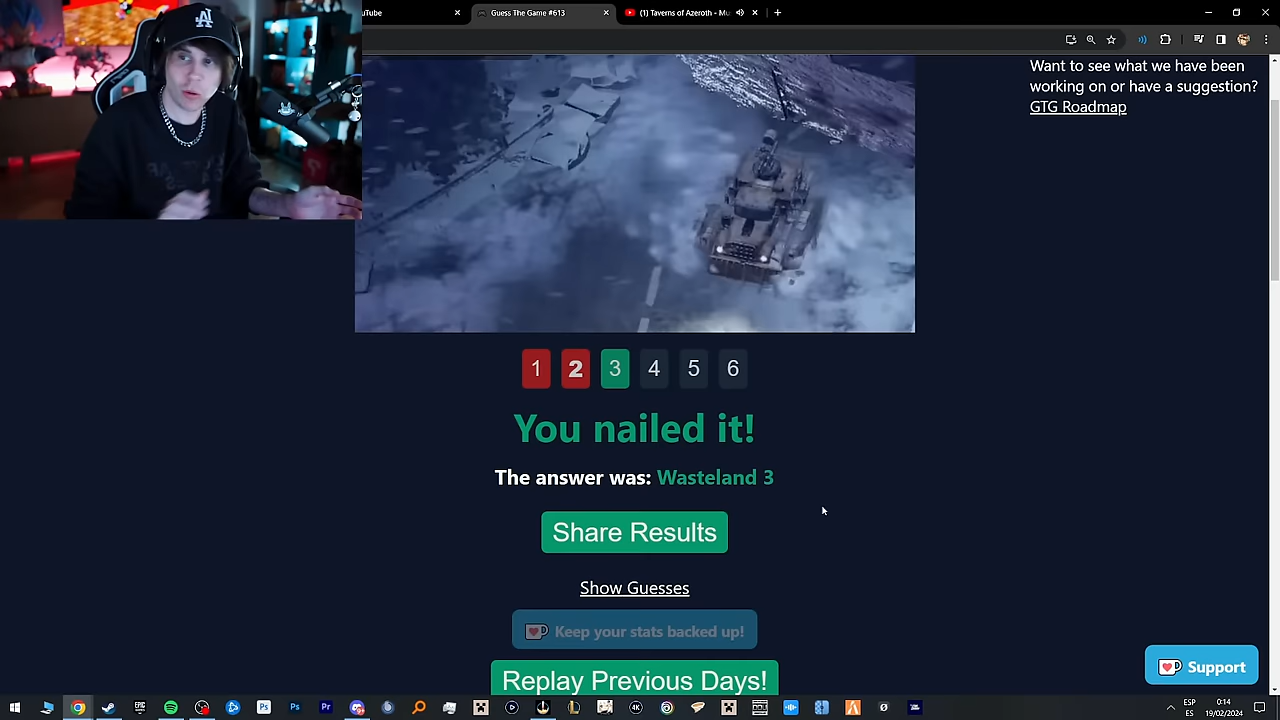 uTube
Guess The Game #613
(1) Taverns of Azeroth - Mu
Want to see what we have been
working on or have a suggestion?
GTG Roadmap
1 2 3 4 5 6
You nailed it!
The answer was: Wasteland 3
Share Results
Show Guesses
Keep your stats backed up!
Replay Previous Days!
Support
ESP
ES
0:14
19/02/2024